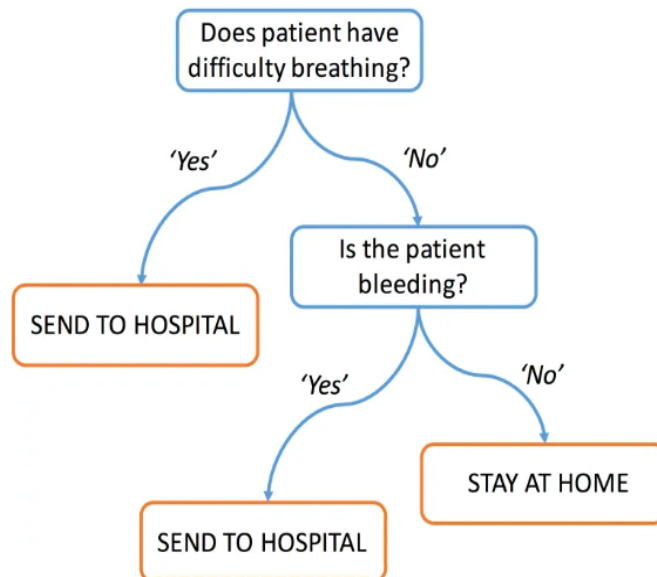 Does patient have
difficulty breathing?
‘Yes’
‘No’
SEND TO HOSPITAL
Is the patient
bleeding?
‘Yes’
‘No’
SEND TO HOSPITAL
STAY AT HOME